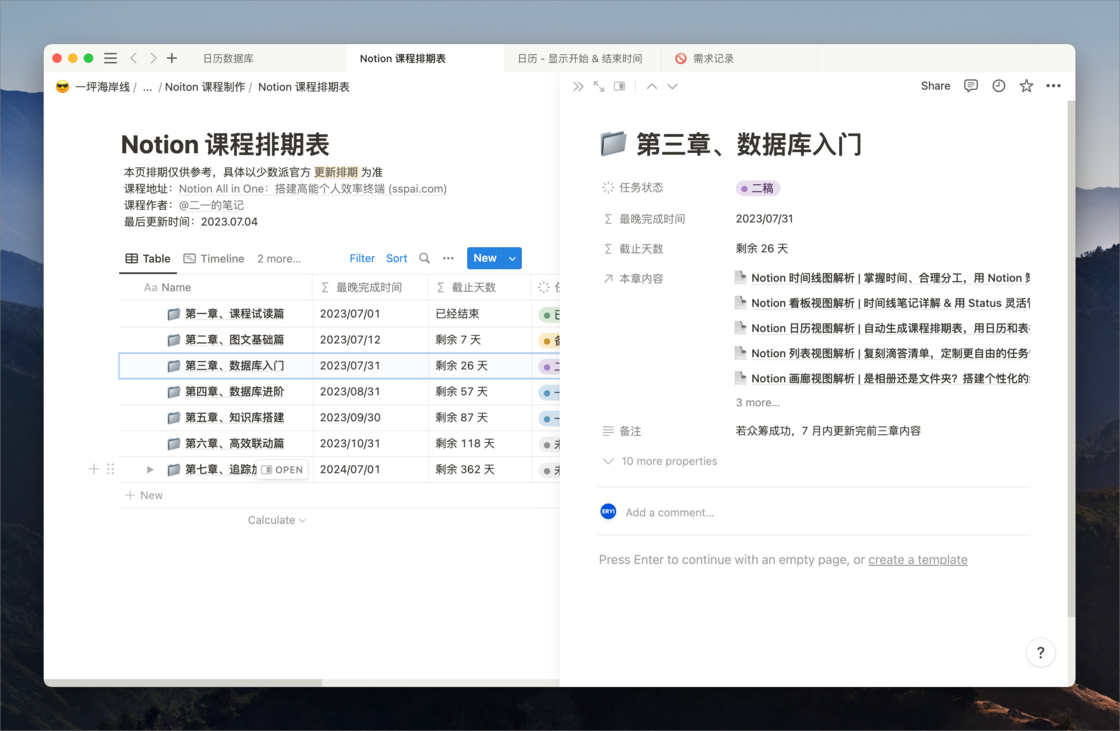 日历数据库
Notion 课程排期表
日历 - 显示开始 & 结束时间
需求记录
一坪海岸线 / ... / Noiton 课程制作 / Notion 课程排期表
Share
Notion 课程排期表
本页排期仅供参考，具体以少数派官方 更新排期 为准
课程地址： Notion All in One：搭建高能个人效率终端 (sspai.com)
课程作者： @二一的笔记
最后更新时间：2023.07.04
Table Timeline 2 more... Filter Sort New
Aa Name Σ 最晚完成时间 Σ 截止天数
第一章、课程试读篇 2023/07/01 已经结束
第二章、图文基础篇 2023/07/12 剩余 7 天
第三章、数据库入门 2023/07/31 剩余 26 天 二
第四章、数据库进阶 2023/08/31 剩余 57 天 一
第五章、知识库搭建 2023/09/30 剩余 87 天 一
第六章、高效联动篇 2023/10/31 剩余 118 天
第七章、追踪 OPEN 2024/07/01 剩余 362 天
+ New
Calculate
第三章、数据库入门
任务状态 二稿
Σ 最晚完成时间 2023/07/31
Σ 截止天数 剩余 26 天
本章内容 Notion 时间线图解析 | 掌握时间、合理分工，用 Notion
Notion 看板视图解析 | 时间线笔记详解 & 用 Status 灵活
Notion 日历视图解析 | 自动生成课程排期表，用日历和表
Notion 列表视图解析 | 复刻滴答清单，定制更自由的任务
Notion 画廊视图解析 | 是相册还是文件夹？搭建个性化的
3 more...
备注 若众筹成功，7 月内更新完前三章内容
10 more properties
ERYI Add a comment...
Press Enter to continue with an empty page, or create a template
?